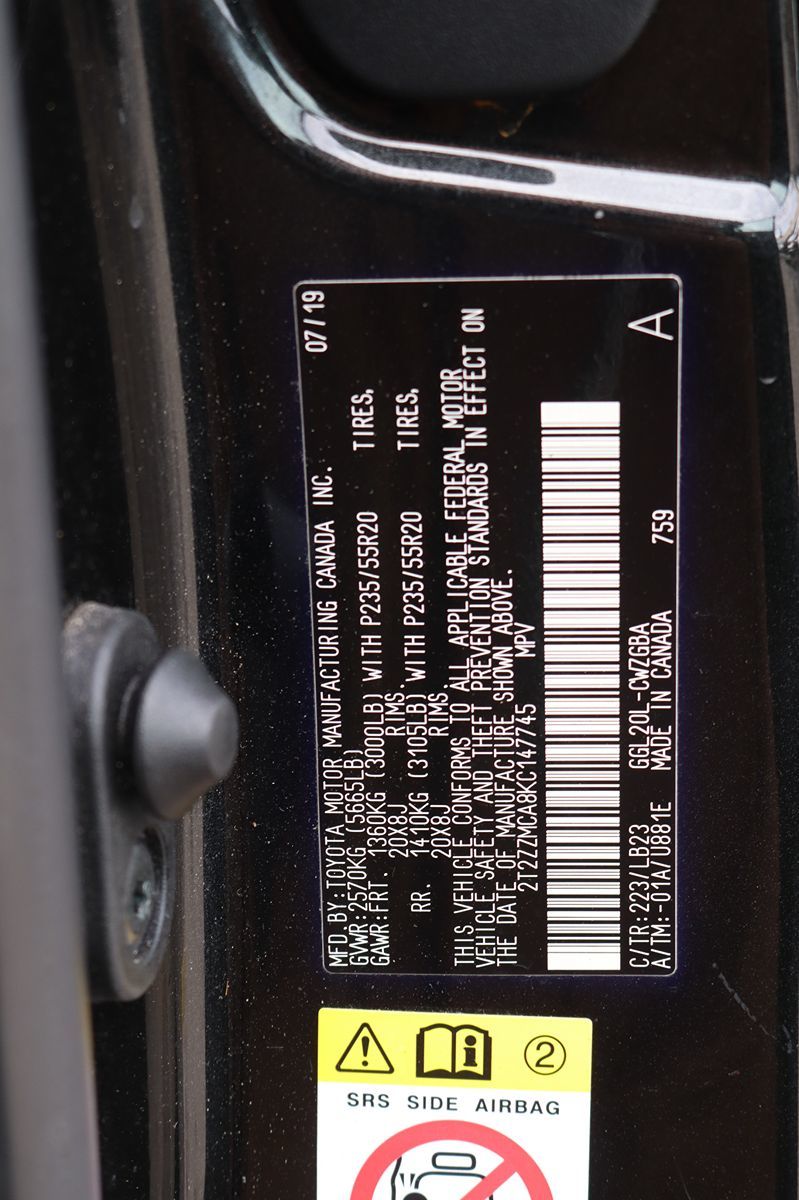 MFD.BY:TOYOTA MOTOR MANUFACTURING CANADA INC. 07/19
GVWR:2570KG (5665LB)
GAWR:FRT. 1360KG (3000LB) WITH P235/55R20 TIRES,
20X8J RIMS.
RR. 1410KG (3105LB) WITH P235/55R20 TIRES,
20X8J RIMS.
THIS VEHICLE CONFORMS TO ALL APPLICABLE FEDERAL MOTOR
VEHICLE SAFETY AND THEFT PREVENTION STANDARDS IN EFFECT ON
THE DATE OF MANUFACTURE SHOWN ABOVE.
2T2ZZMCA8KC147745 MPV
C/TR:223/LB23 GGL20L-CWZGBA A
A/TM:-01A/U881E MADE IN CANADA 759
2
SRS SIDE AIRBAG